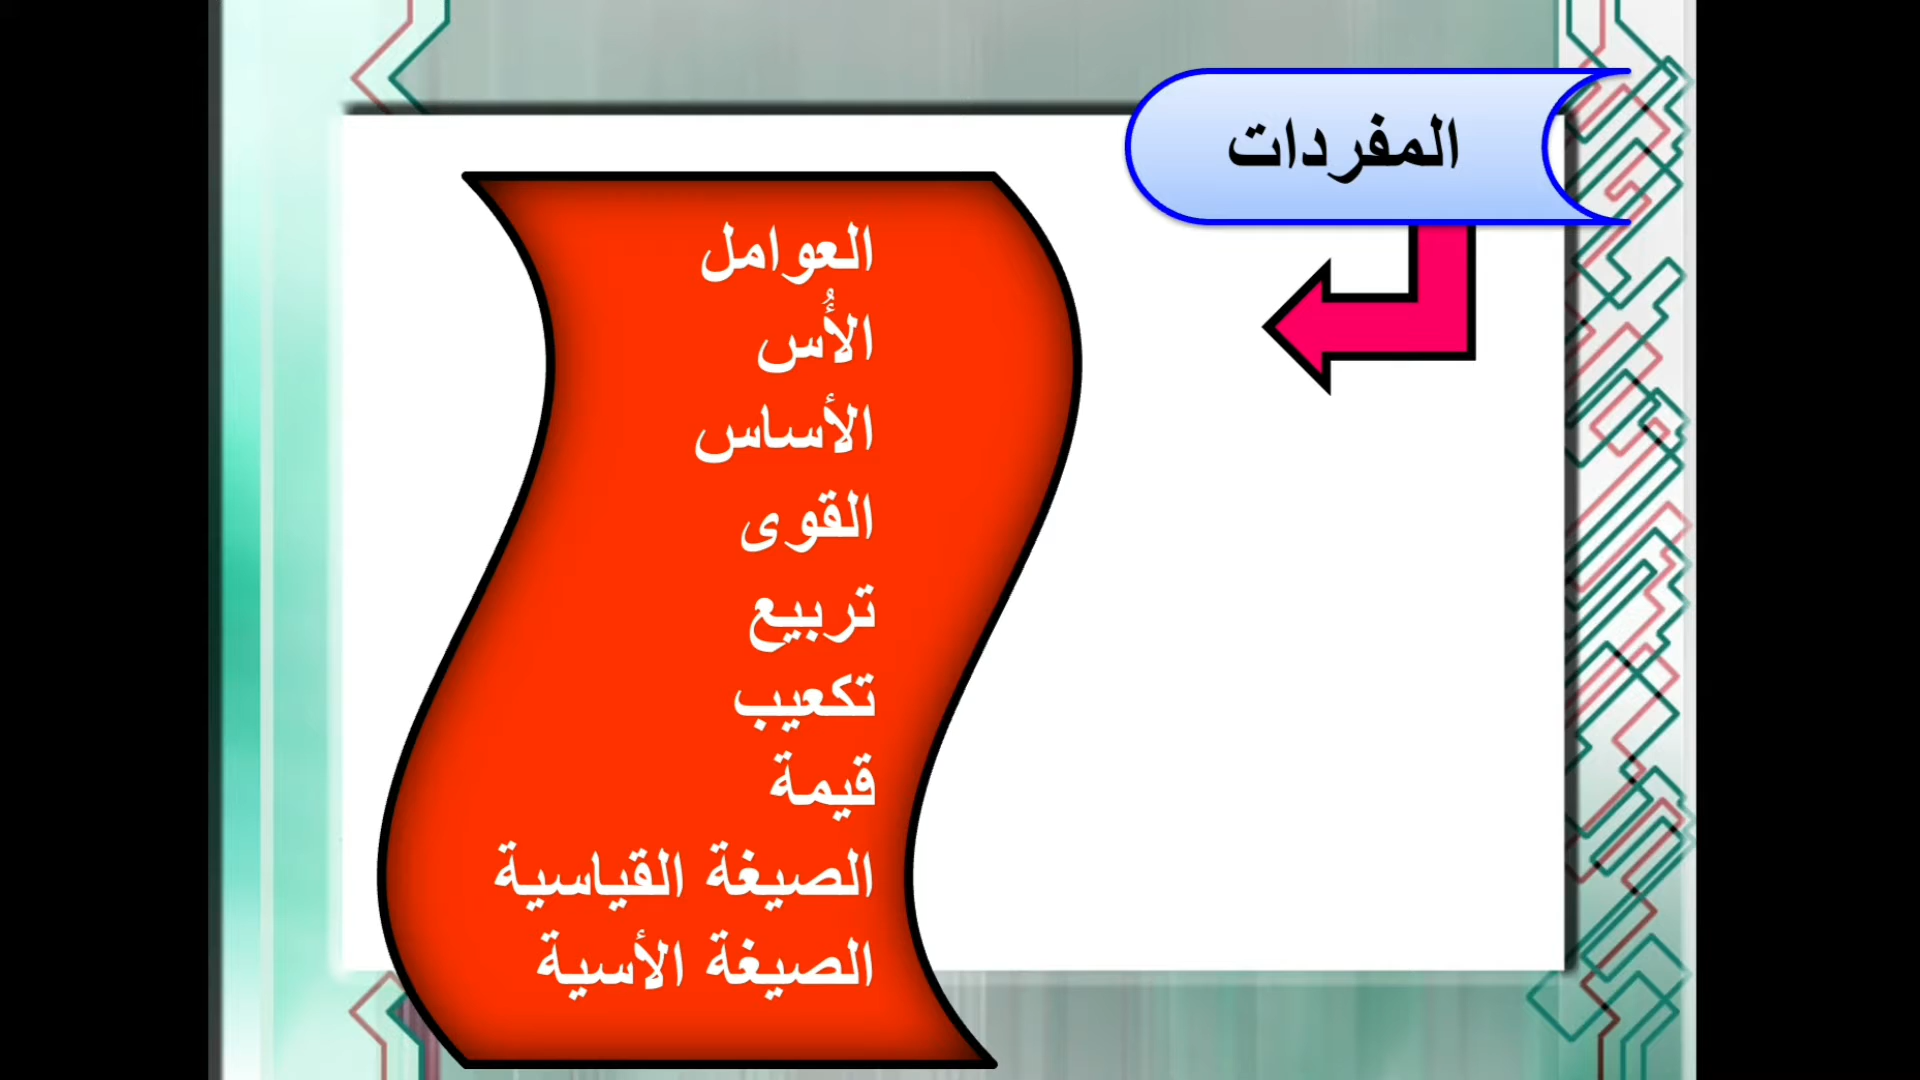 المفردات
العوامل
الأُس
الأساس
القوى
تربيع
تكعيب
قيمة
الصيغة القياسية
الصيغة الأسية